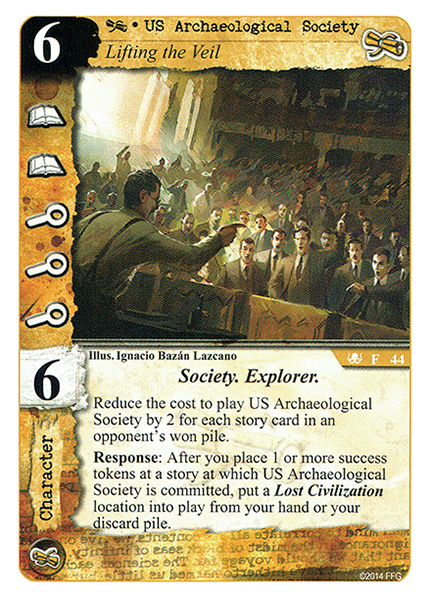 6
• US Archaeological Society
Lifting the Veil
Illus. Ignacio Bazán Lazcano
F 44
6
Society. Explorer.
Reduce the cost to play US Archaeological
Society by 2 for each story card in an
opponent's won pile.
Response: After you place 1 or more success
tokens at a story at which US Archaeological
Society is committed, put a Lost Civilization
location into play from your hand or your
discard pile.
Character
©2014 FFG